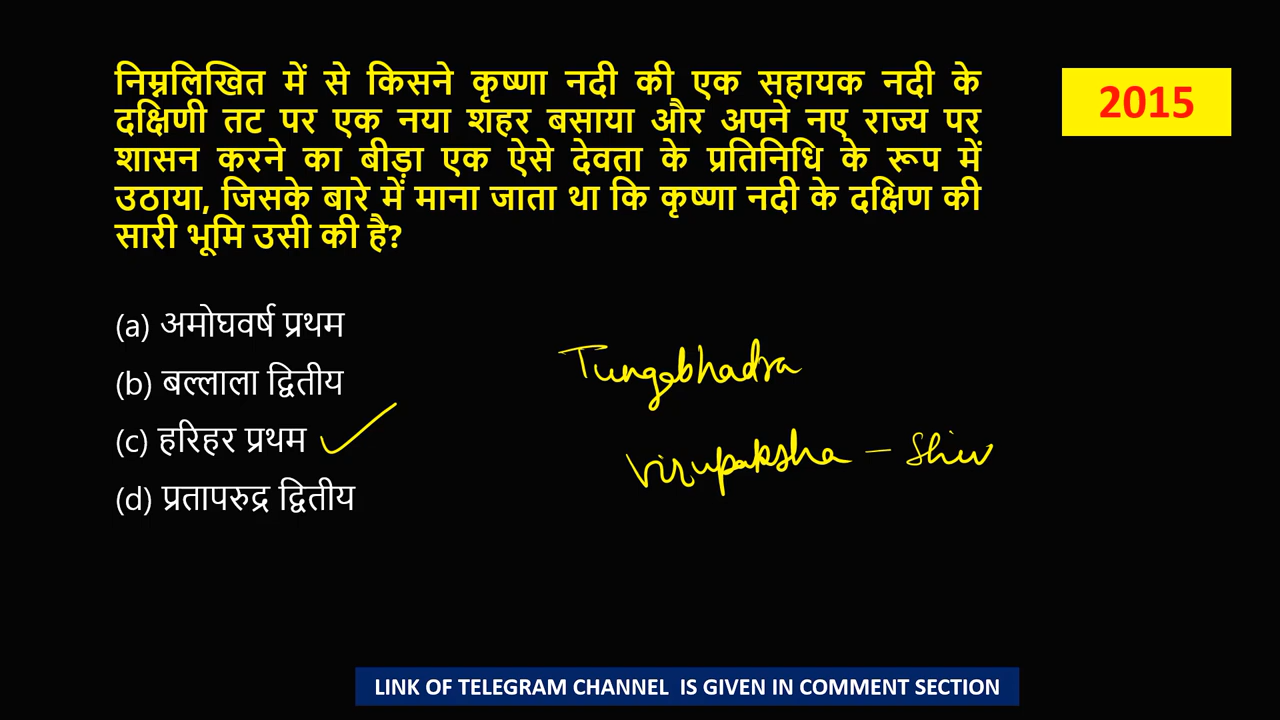 निम्नलिखित में से किसने कृष्णा नदी की एक सहायक नदी के
दक्षिणी तट पर एक नया शहर बसाया और अपने नए राज्य पर
शासन करने का बीड़ा एक ऐसे देवता के प्रतिनिधि के रूप में
उठाया, जिसके बारे में माना जाता था कि कृष्णा नदी के दक्षिण की
सारी भूमि उसी की है?
2015
(a) अमोघवर्ष प्रथम
(b) बल्लाला द्वितीय
(c) हरिहर प्रथम
(d) प्रतापरुद्र द्वितीय
Tungabhadra
Virupaksha – Shiv
LINK OF TELEGRAM CHANNEL IS GIVEN IN COMMENT SECTION